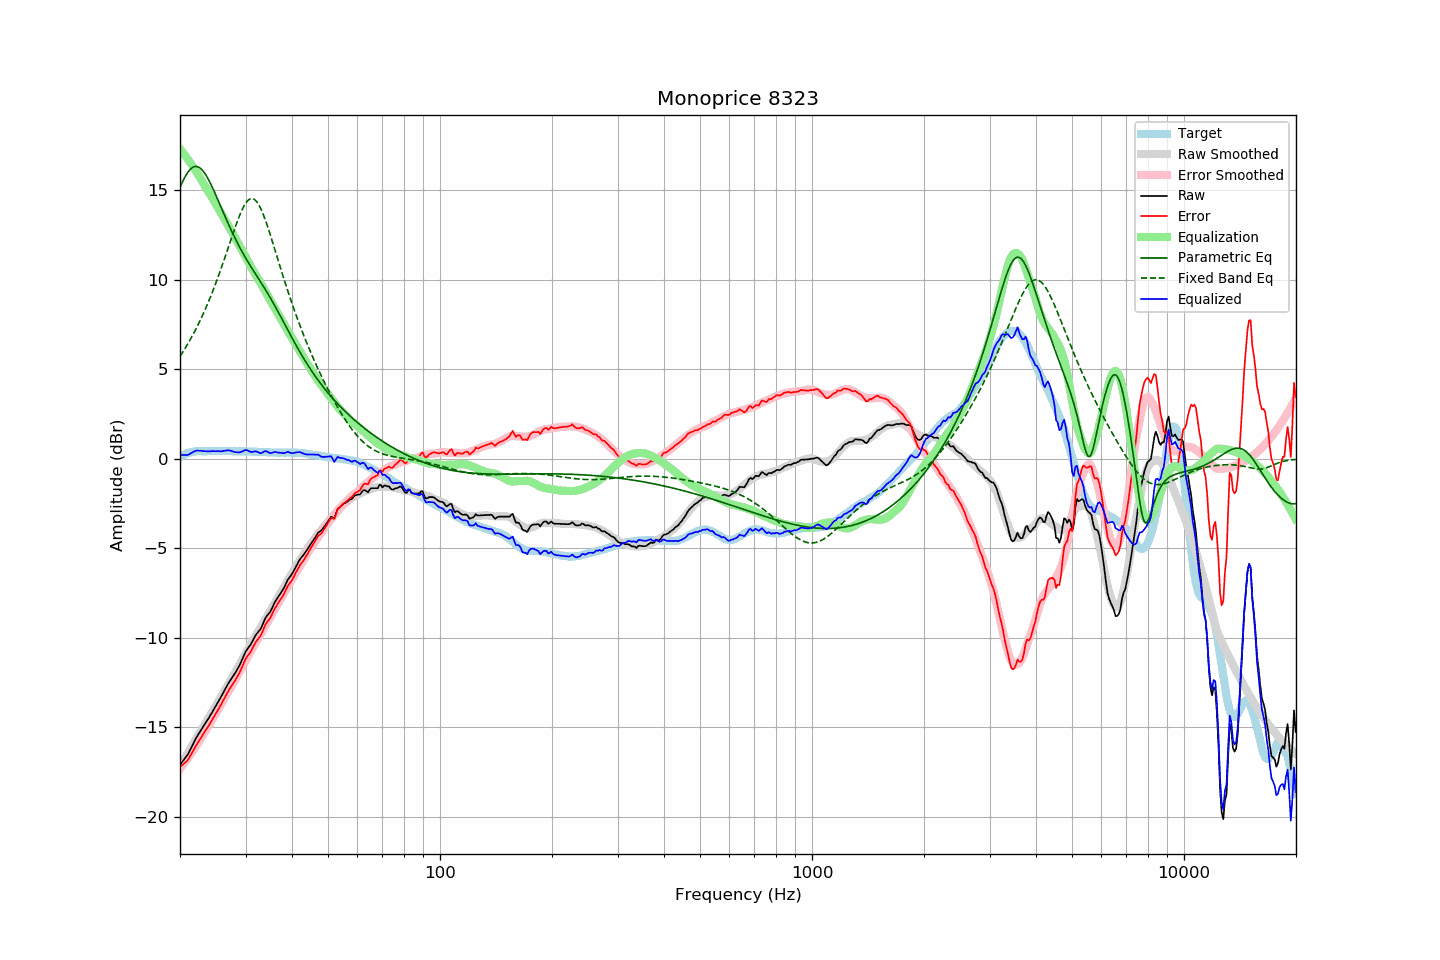 Monoprice 8323
Target
Raw Smoothed
Error Smoothed
Raw
Error
Equalization
Parametric Eq
Fixed Band Eq
Equalized
15
10
5
0
−5
−10
−15
−20
Amplitude (dBr)
100
1000
10000
Frequency (Hz)